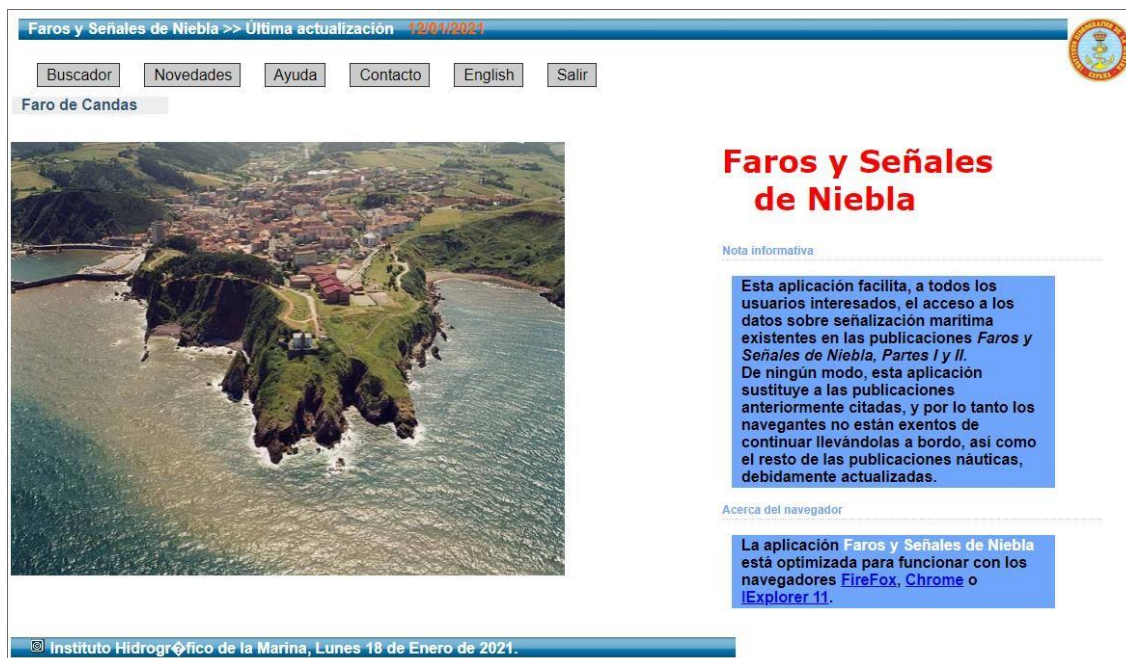 Faros y Señales de Niebla >> Última actualización 12/01/2021
Buscador Novedades Ayuda Contacto English Salir
Faro de Candas
Faros y Señales
de Niebla
Nota informativa
Esta aplicación facilita, a todos los
usuarios interesados, el acceso a los
datos sobre señalización marítima
existentes en las publicaciones Faros y
Señales de Niebla, Partes I y II.
De ningún modo, esta aplicación
sustituye a las publicaciones
anteriormente citadas, y por lo tanto los
navegantes no están exentos de
continuar llevándolas a bordo, así como
el resto de las publicaciones náuticas,
debidamente actualizadas.
Acerca del navegador
La aplicación Faros y Señales de Niebla
está optimizada para funcionar con los
navegadores FireFox, Chrome o
IExplorer 11.
Instituto Hidrogr�fico de la Marina, Lunes 18 de Enero de 2021.